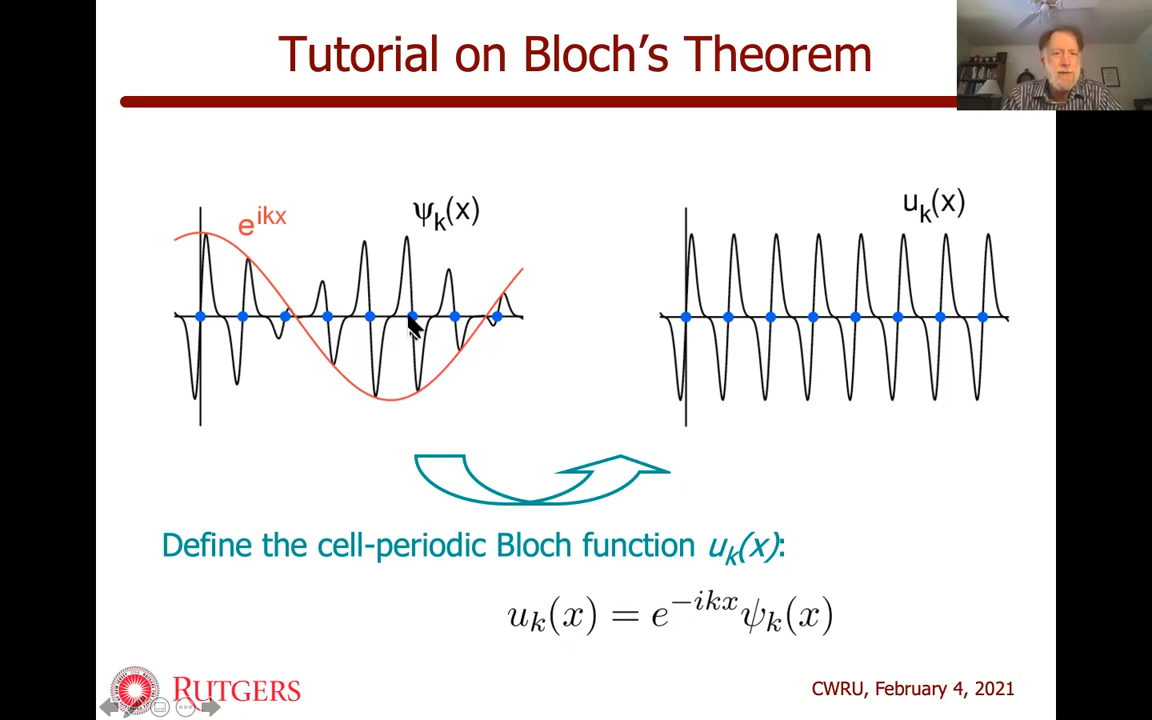 Tutorial on Bloch's Theorem
e^{ikx}
ψ_k(x)
u_k(x)
Define the cell-periodic Bloch function u_k(x):
u_k(x) = e^{-ikx}ψ_k(x)
RUTGERS
CWRU, February 4, 2021